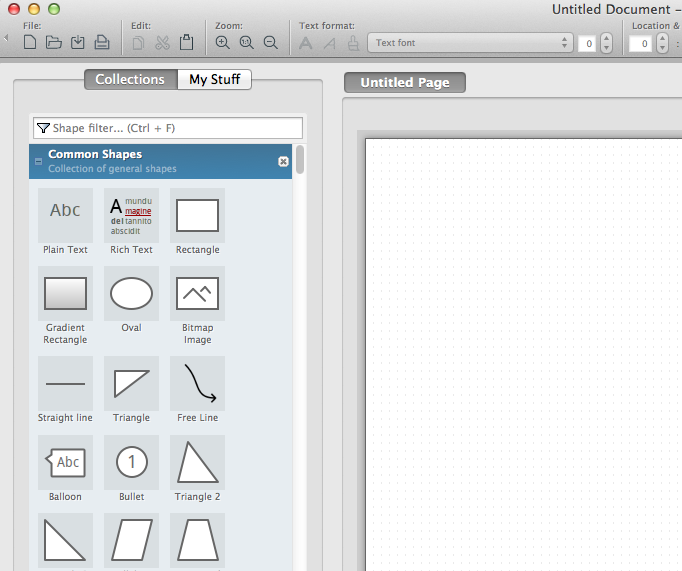 Untitled Document –
File:
Edit:
Zoom:
Text format:
Location &
1:1
A
A
Text font
0
0
:
Collections
My Stuff
Untitled Page
Shape filter... (Ctrl + F)
Common Shapes
Collection of general shapes
Abc
A mundu
magine
del tannito
abscidit
Plain Text
Rich Text
Rectangle
Gradient
Rectangle
Oval
Bitmap
Image
Straight line
Triangle
Free Line
Abc
1
Balloon
Bullet
Triangle 2